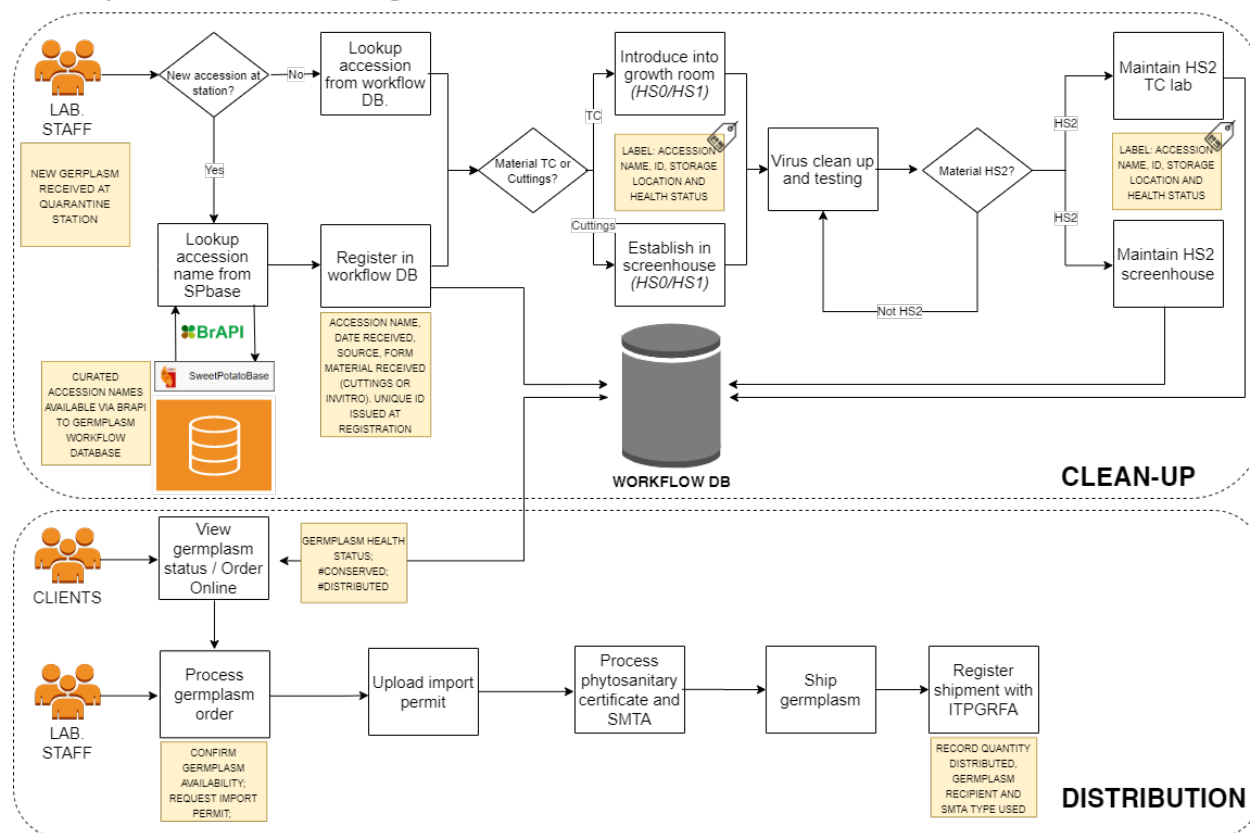 LAB.
STAFF
NEW GERPLASM
RECEIVED AT
QUARANTINE
STATION
New accession at
station?
No
Yes
Lookup
accession
from workflow
DB.
Lookup
accession
name from
SPbase
BrAPI
SweetPotatoBase
CURATED
ACCESSION NAMES
AVAILABLE VIA BRAPI
TO GERMPLASM
WORKFLOW
DATABASE
Register in
workflow DB
ACCESSION NAME,
DATE RECEIVED,
SOURCE, FORM
MATERIAL RECEIVED
(CUTTINGS OR
INVITRO). UNIQUE ID
ISSUED AT
REGISTRATION
Material TC or
Cuttings?
TC
Cuttings
Introduce into
growth room
(HS0/HS1)
LABEL: ACCESSION
NAME, ID, STORAGE
LOCATION AND
HEALTH STATUS
Establish in
screenhouse
(HS0/HS1)
Virus clean up
and testing
Material HS2?
Not HS2
HS2
HS2
Maintain HS2
TC lab
LABEL: ACCESSION
NAME, ID, STORAGE
LOCATION AND
HEALTH STATUS
Maintain HS2
screenhouse
WORKFLOW DB
CLEAN-UP
CLIENTS
View
germplasm
status / Order
Online
GERMPLASM HEALTH
STATUS;
#CONSERVED;
#DISTRIBUTED
LAB.
STAFF
Process
germplasm
order
CONFIRM
GERMPLASM
AVAILABILITY;
REQUEST IMPORT
PERMIT;
Upload import
permit
Process
phytosanitary
certificate and
SMTA
Ship
germplasm
Register
shipment with
ITPGRFA
RECORD QUANTITY
DISTRIBUTED,
GERMPLASM
RECIPIENT AND
SMTA TYPE USED
DISTRIBUTION